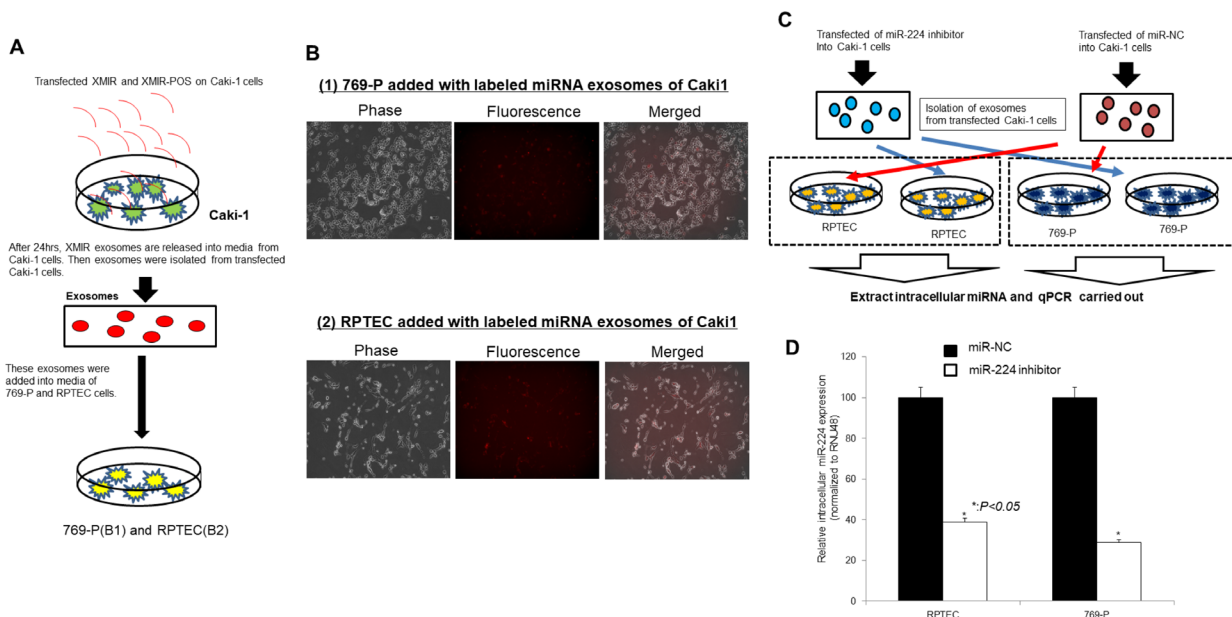 A
Transfected XMIR and XMIR-POS on Caki-1 cells
Caki-1
After 24hrs, XMIR exosomes are released into media from
Caki-1 cells. Then exosomes were isolated from transfected
Caki-1 cells.
Exosomes
These exosomes were
added into media of
769-P and RPTEC cells.
769-P(B1) and RPTEC(B2)
B
(1) 769-P added with labeled miRNA exosomes of Caki1
Phase Fluorescence Merged
(2) RPTEC added with labeled miRNA exosomes of Caki1
Phase Fluorescence Merged
C
Transfected of miR-224 inhibitor
Into Caki-1 cells
Transfected of miR-NC
into Caki-1 cells
Isolation of exosomes
from transfected Caki-1 cells
RPTEC
RPTEC
769-P
769-P
Extract intracellular miRNA and qPCR carried out
D
miR-NC
miR-224 inhibitor
Relative intracellular miR-224 expression
(normalized to RNU48)
120
100
80
60
40
20
0
*
*:P<0.05
*
RPTEC
769-P